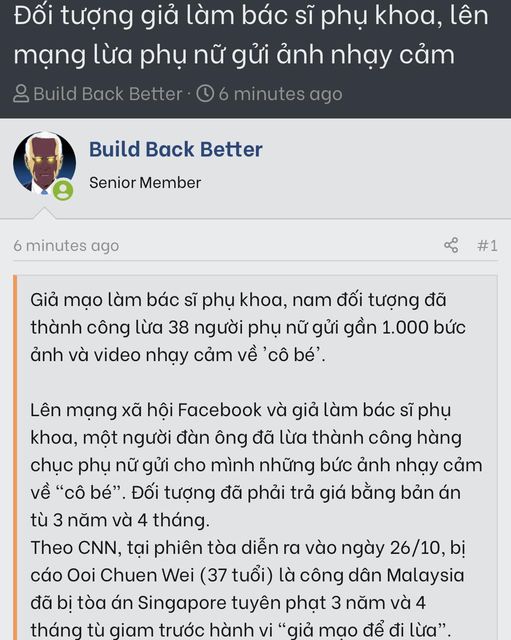 Đối tượng giả làm bác sĩ phụ khoa, lên
mạng lừa phụ nữ gửi ảnh nhạy cảm
Build Back Better · 6 minutes ago
Build Back Better
Senior Member
6 minutes ago #1
Giả mạo làm bác sĩ phụ khoa, nam đối tượng đã
thành công lừa 38 người phụ nữ gửi gần 1.000 bức
ảnh và video nhạy cảm về 'cô bé'.
Lên mạng xã hội Facebook và giả làm bác sĩ phụ
khoa, một người đàn ông đã lừa thành công hàng
chục phụ nữ gửi cho mình những bức ảnh nhạy cảm
về “cô bé”. Đối tượng đã phải trả giá bằng bản án
tù 3 năm và 4 tháng.
Theo CNN, tại phiên tòa diễn ra vào ngày 26/10, bị
cáo Ooi Chuen Wei (37 tuổi) là công dân Malaysia
đã bị tòa án Singapore tuyên phạt 3 năm và 4
tháng tù giam trước hành vi “giả mạo để đi lừa”.